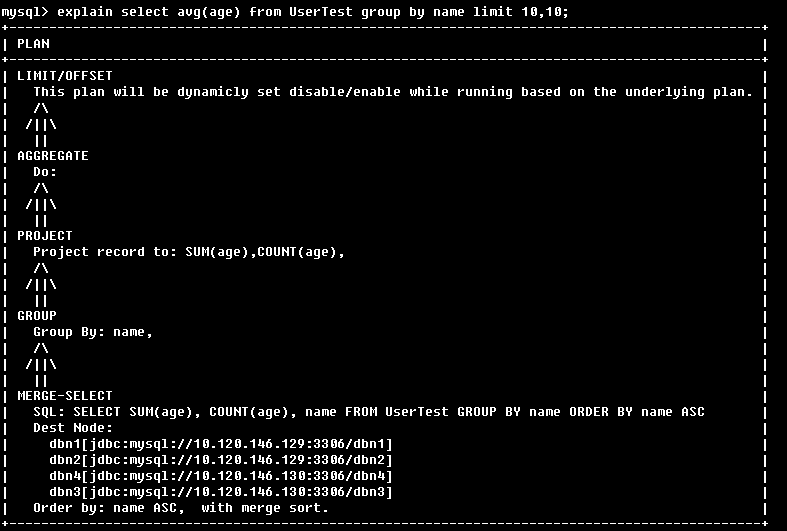 mysql> explain select avg(age) from UserTest group by name limit 10,10;
+-----------------------------------------------------------------------------------------------+
| PLAN |
+-----------------------------------------------------------------------------------------------+
| LIMIT/OFFSET |
|   This plan will be dynamicly set disable/enable while running based on the underlying plan. |
|   /\ |
|  /||\ |
|   || |
| AGGREGATE |
|   Do: |
|   /\ |
|  /||\ |
|   || |
| PROJECT |
|   Project record to: SUM(age),COUNT(age), |
|   /\ |
|  /||\ |
|   || |
| GROUP |
|   Group By: name, |
|   /\ |
|  /||\ |
|   || |
| MERGE-SELECT |
|   SQL: SELECT SUM(age), COUNT(age), name FROM UserTest GROUP BY name ORDER BY name ASC |
|   Dest Node: |
|     dbn1[jdbc:mysql://10.120.146.129:3306/dbn1] |
|     dbn2[jdbc:mysql://10.120.146.129:3306/dbn2] |
|     dbn4[jdbc:mysql://10.120.146.130:3306/dbn4] |
|     dbn3[jdbc:mysql://10.120.146.130:3306/dbn3] |
|   Order by: name ASC,  with merge sort. |
+-----------------------------------------------------------------------------------------------+